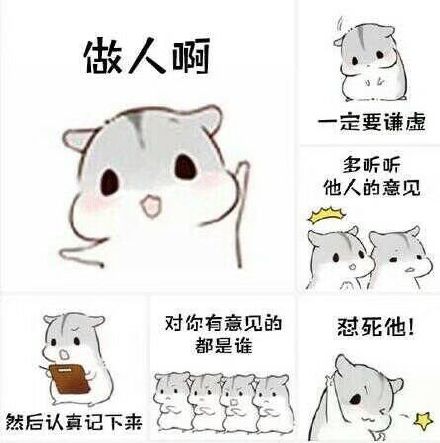 做人啊
一定要谦虚
多听听
他人的意见
然后认真记下来
对你有意见的
都是谁
怼死他!